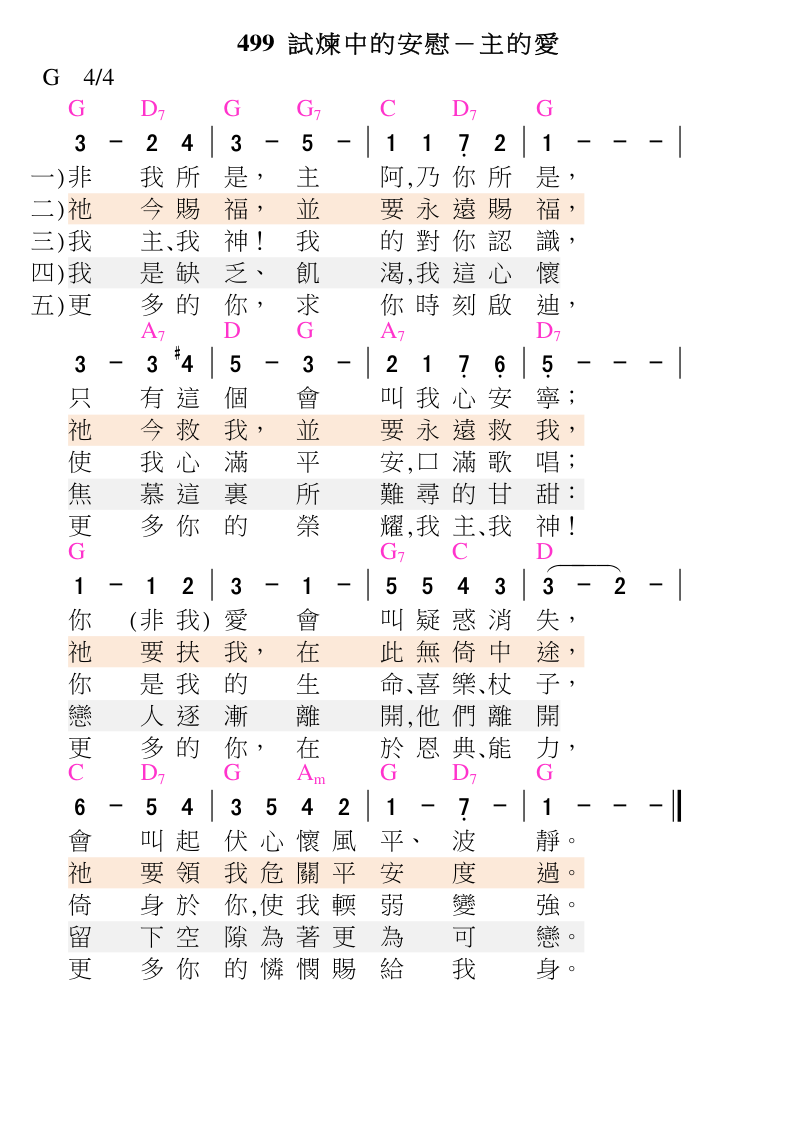 499 試煉中的安慰－主的愛
G 4/4
G D7 G G7 C D7 G
3 － 2 4 | 3 － 5 － | 1 1 7̣ 2 | 1 － － － |
一)非 我 所 是， 主 阿,乃 你 所 是，
二)祂 今 賜 福， 並 要 永 遠 賜 福，
三)我 主、我 神！ 我 的 對 你 認 識，
四)我 是 缺 乏、 飢 渴,我 這 心 懷
五)更 多 的 你， 求 你 時 刻 啟 迪，
A7 D G A7 D7
3 － 3 #4 | 5 － 3 － | 2 1 7̣ 6̣ | 5̣ － － － |
只 有 這 個 會 叫 我 心 安 寧；
祂 今 救 我， 並 要 永 遠 救 我，
使 我 心 滿 平 安,口 滿 歌 唱；
焦 慕 這 裏 所 難 尋 的 甘 甜：
更 多 你 的 榮 耀,我 主、我 神！
G G7 C D
1 － 1 2 | 3 － 1 － | 5 5 4 3 | 3 － 2 － |
你 (非 我) 愛 會 叫 疑 惑 消 失，
祂 要 扶 我， 在 此 無 倚 中 途，
你 是 我 的 生 命、喜 樂、杖 子，
戀 人 逐 漸 離 開,他 們 離 開
更 多 的 你， 在 於 恩 典、能 力，
C D7 G Am G D7 G
6 － 5 4 | 3 5 4 2 | 1 － 7̣ － | 1 － － － ‖
會 叫 起 伏 心 懷 風 平、 波 靜。
祂 要 領 我 危 關 平 安 度 過。
倚 身 於 你,使 我 輭 弱 變 強。
留 下 空 隙 為 著 更 為 可 戀。
更 多 你 的 憐 憫 賜 給 我 身。